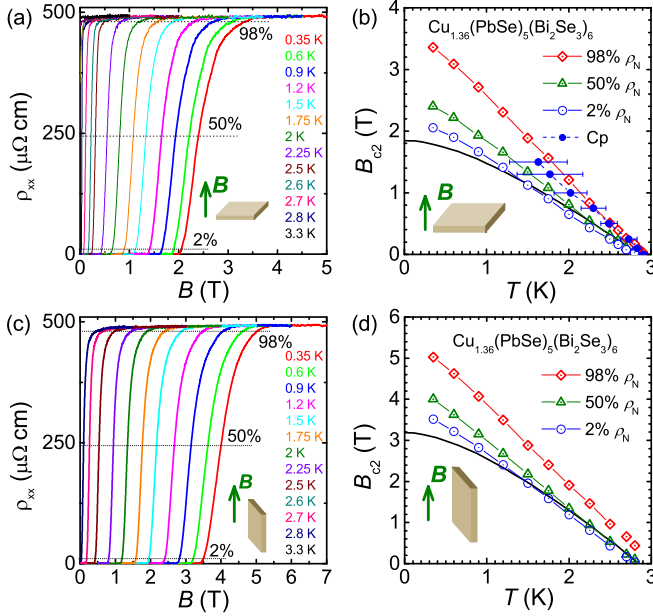 (a)
500
250
0
ρxx (μΩ cm)
98%
50%
2%
0.35 K
0.6 K
0.9 K
1.2 K
1.5 K
1.75 K
2 K
2.25 K
2.5 K
2.6 K
2.7 K
2.8 K
3.3 K
B
0 1 2 3 4 5
B (T)
(b)
Cu1.36(PbSe)5(Bi2Se3)6
98% ρN
50% ρN
2% ρN
Cp
4
3
2
1
0
Bc2 (T)
B
0 1 2 3
T (K)
(c)
500
250
0
ρxx (μΩ cm)
98%
50%
2%
0.35 K
0.6 K
0.9 K
1.2 K
1.5 K
1.75 K
2 K
2.25 K
2.5 K
2.6 K
2.7 K
2.8 K
3.3 K
B
0 1 2 3 4 5 6 7
B (T)
(d)
Cu1.36(PbSe)5(Bi2Se3)6
98% ρN
50% ρN
2% ρN
6
5
4
3
2
1
0
Bc2 (T)
B
0 1 2 3
T (K)